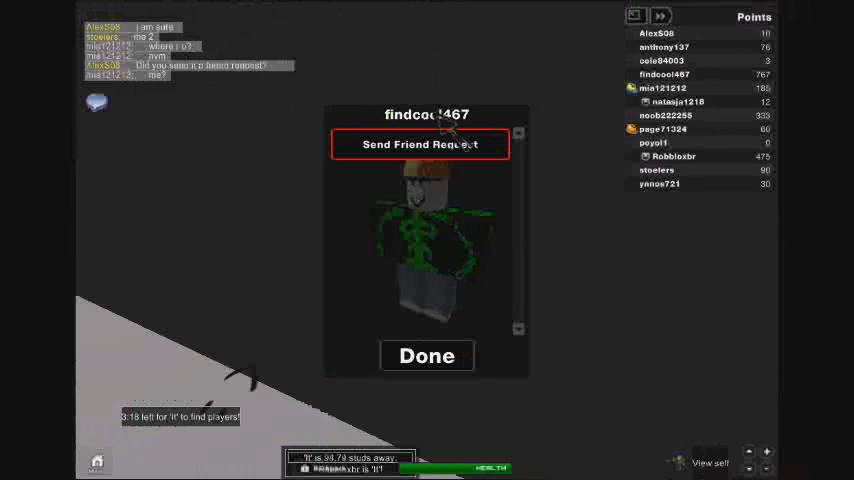 AlexS08: i am sure
stoelers: me 2
mia121212: where r u?
mia121212: nvm
AlexS08: Did you send it a friend request?
mia121212: me?
findcool467
Send Friend Request
Done
Points
AlexS08 10
anthony137 76
cole84003 3
findcool467 767
mia121212 185
natasja1218 12
noob222255 333
page71324 60
poyol1 0
Robbloxbr 475
stoelers 90
ynnos721 30
3:18 left for 'It' to find players!
'It' is 94.79 studs away.
is 'It'!
HEALTH
View self